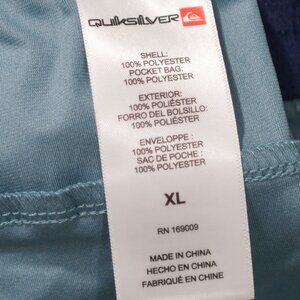 QUIKSILVER
SHELL:
100% POLYESTER
POCKET BAG:
100% POLYESTER
EXTERIOR:
100% POLIÉSTER
FORRO DEL BOLSILLO:
100% POLIÉSTER
ENVELOPPE :
100% POLYESTER
SAC DE POCHE :
100% POLYESTER
XL
RN 169009
MADE IN CHINA
HECHO EN CHINA
FABRIQUÉ EN CHINE